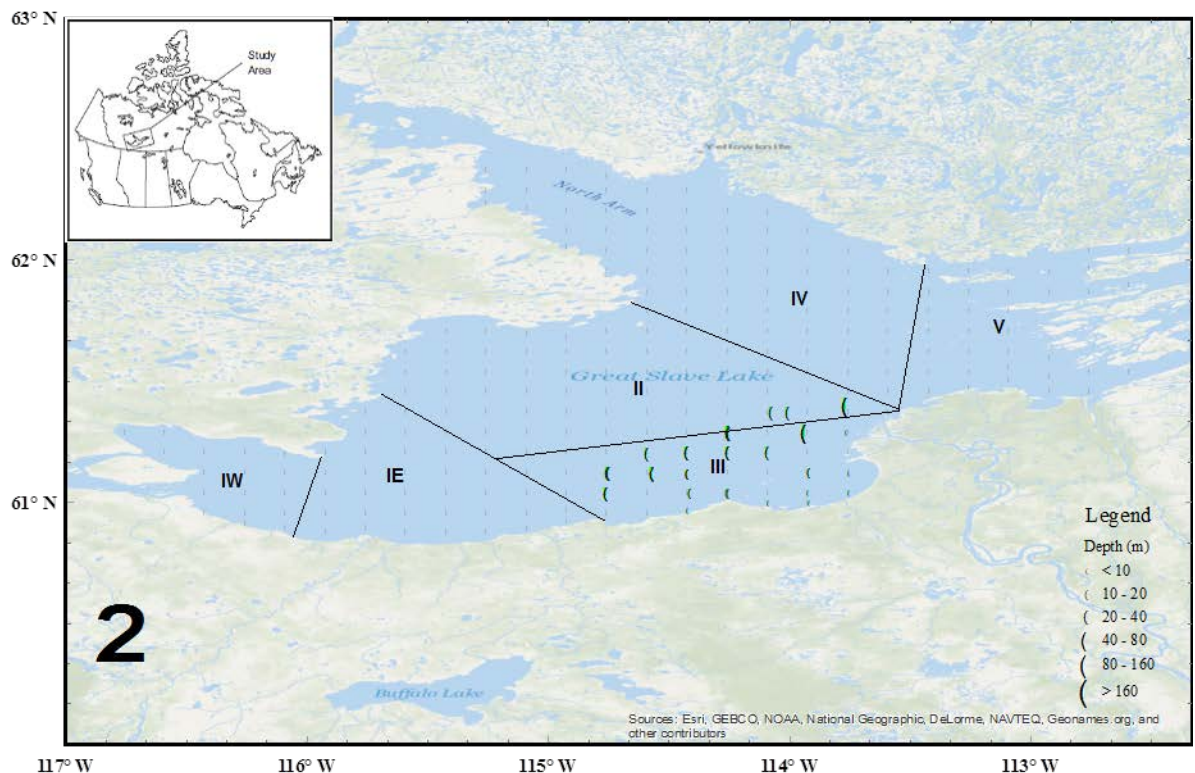 63° N
Study
Area
North Arm
62° N
IV
V
Great Slave Lake
II
III
IW
IE
61° N
Legend
Depth (m)
< 10
10 - 20
20 - 40
40 - 80
80 - 160
> 160
2
Buffalo Lake
Sources: Esri, GEBCO, NOAA, National Geographic, DeLorme, NAVTEQ, Geonames.org, and
other contributors
117° W
116° W
115° W
114° W
113° W